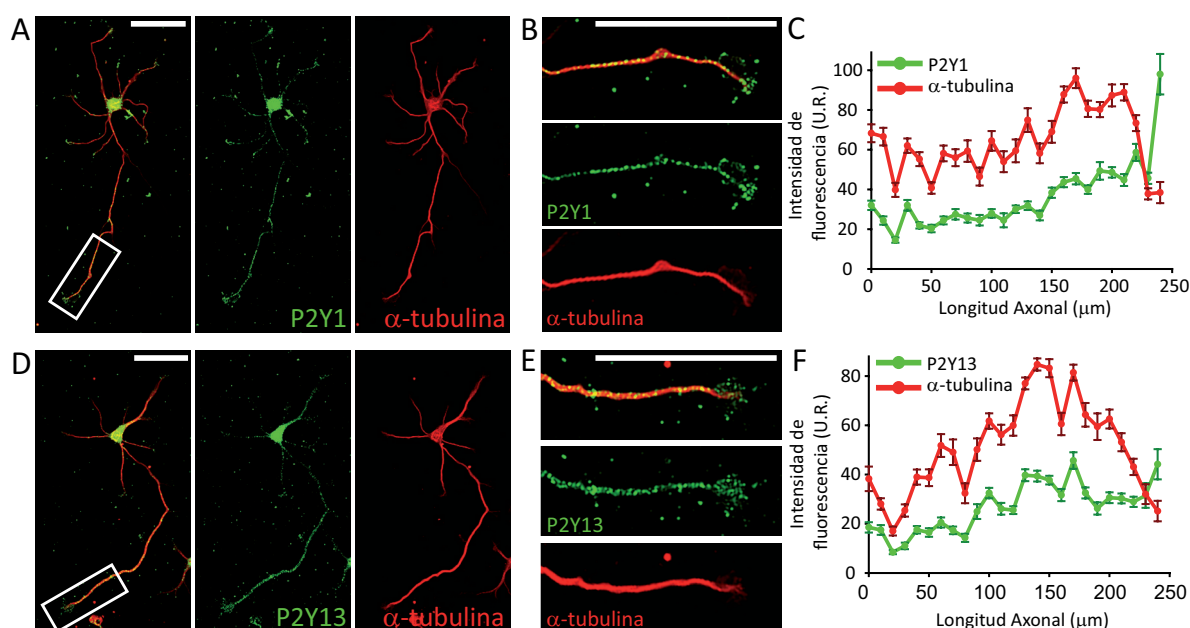 A
P2Y1
α-tubulina
B
P2Y1
α-tubulina
C
P2Y1
α-tubulina
Intensidad de
fluorescencia (U.R.)
100
80
60
40
20
0
0 50 100 150 200 250
Longitud Axonal (μm)
D
P2Y13
α-tubulina
E
P2Y13
α-tubulina
F
P2Y13
α-tubulina
Intensidad de
fluorescencia (U.R.)
80
60
40
20
0
0 50 100 150 200 250
Longitud Axonal (μm)